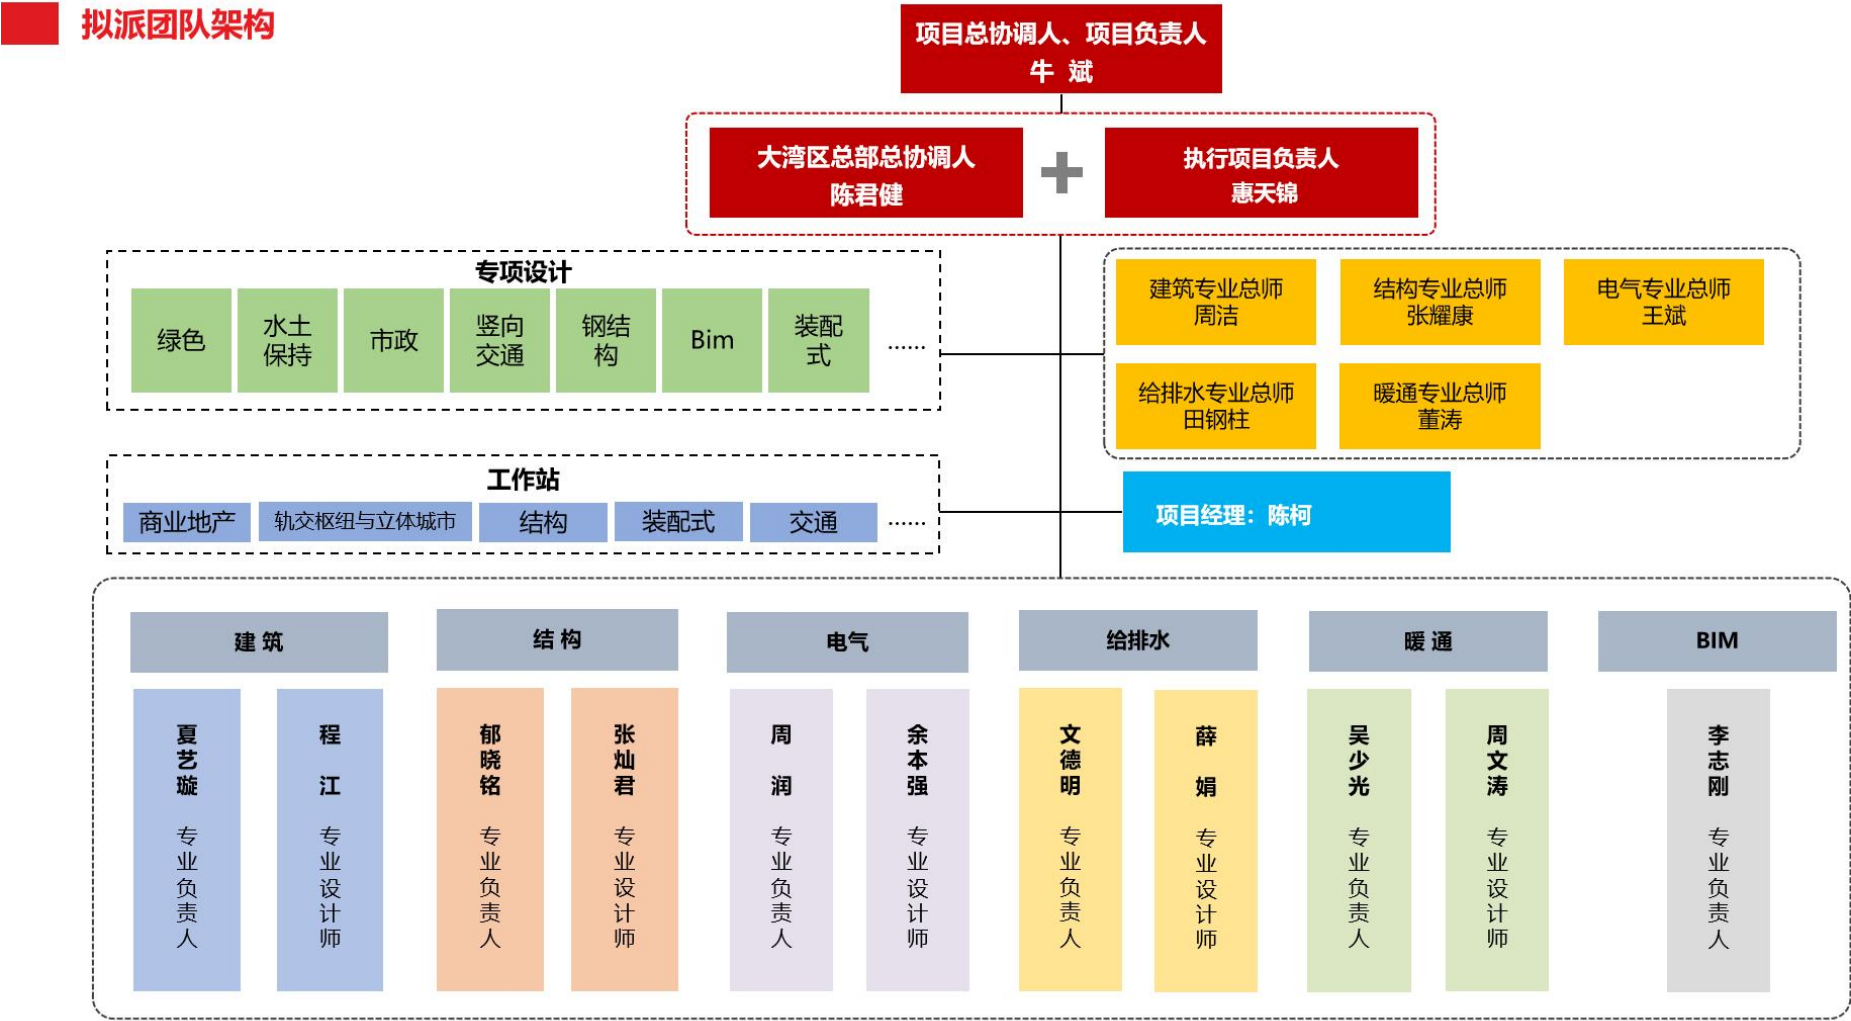 拟派团队架构
项目总协调人、项目负责人
牛 斌
大湾区总部总协调人
陈君健
执行项目负责人
惠天锦
专项设计
绿色
水土
保持
市政
竖向
交通
钢结
构
Bim
装配
式
......
建筑专业总师
周洁
结构专业总师
张耀康
电气专业总师
王斌
给排水专业总师
田钢柱
暖通专业总师
董涛
工作站
商业地产
轨交枢纽与立体城市
结构
装配式
交通
......
项目经理：陈柯
建 筑
结 构
电气
给排水
暖 通
BIM
夏艺璇 专业负责人
程 江 专业设计师
郁晓铭 专业负责人
张灿君 专业设计师
周 润 专业负责人
余本强 专业设计师
文德明 专业负责人
薛 娟 专业设计师
吴少光 专业负责人
周文涛 专业设计师
李志刚 专业负责人